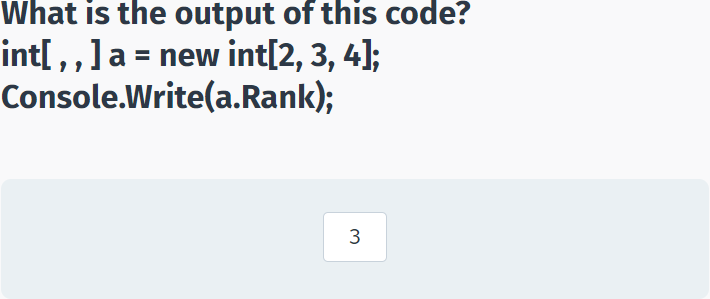 What is the output of this code?
int[ , , ] a = new int[2, 3, 4];
Console.Write(a.Rank);
3